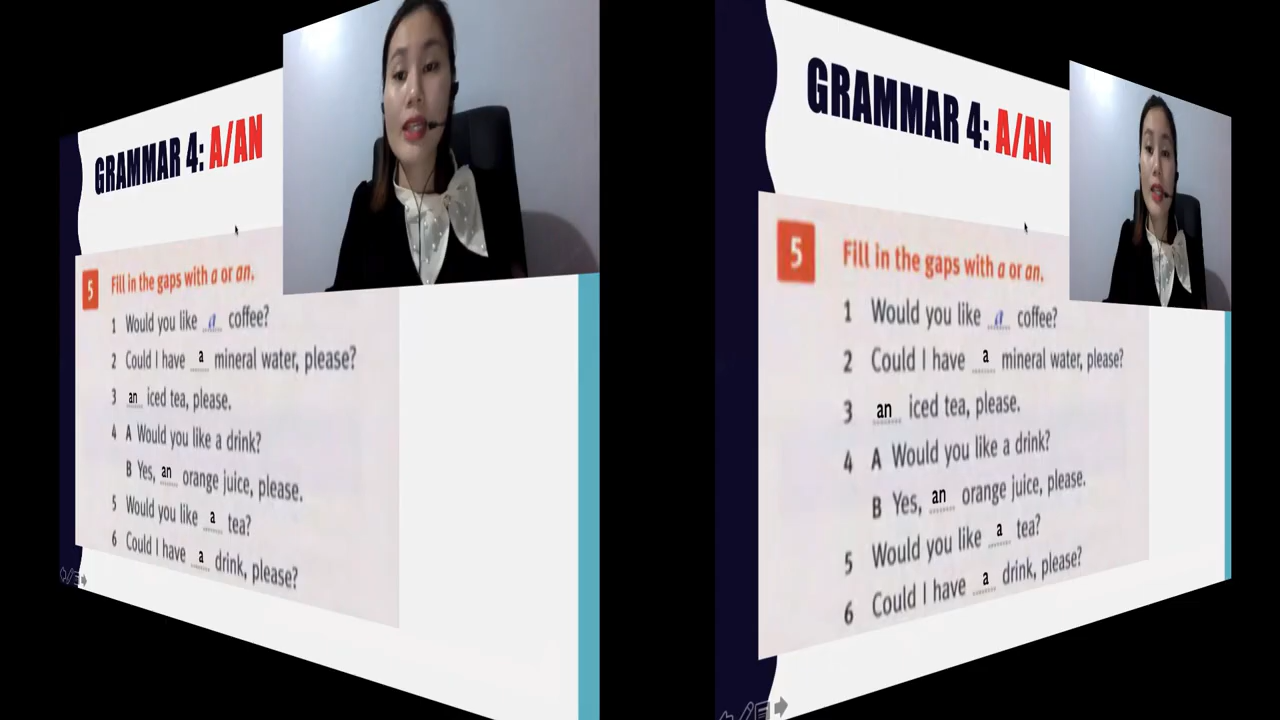 GRAMMAR 4: A/AN
5 Fill in the gaps with a or an.
1 Would you like a coffee?
2 Could I have a mineral water, please?
3 an iced tea, please.
4 A Would you like a drink?
B Yes, an orange juice, please.
5 Would you like a tea?
6 Could I have a drink, please?
GRAMMAR 4: A/AN
5 Fill in the gaps with a or an.
1 Would you like a coffee?
2 Could I have a mineral water, please?
3 an iced tea, please.
4 A Would you like a drink?
B Yes, an orange juice, please.
5 Would you like a tea?
6 Could I have a drink, please?